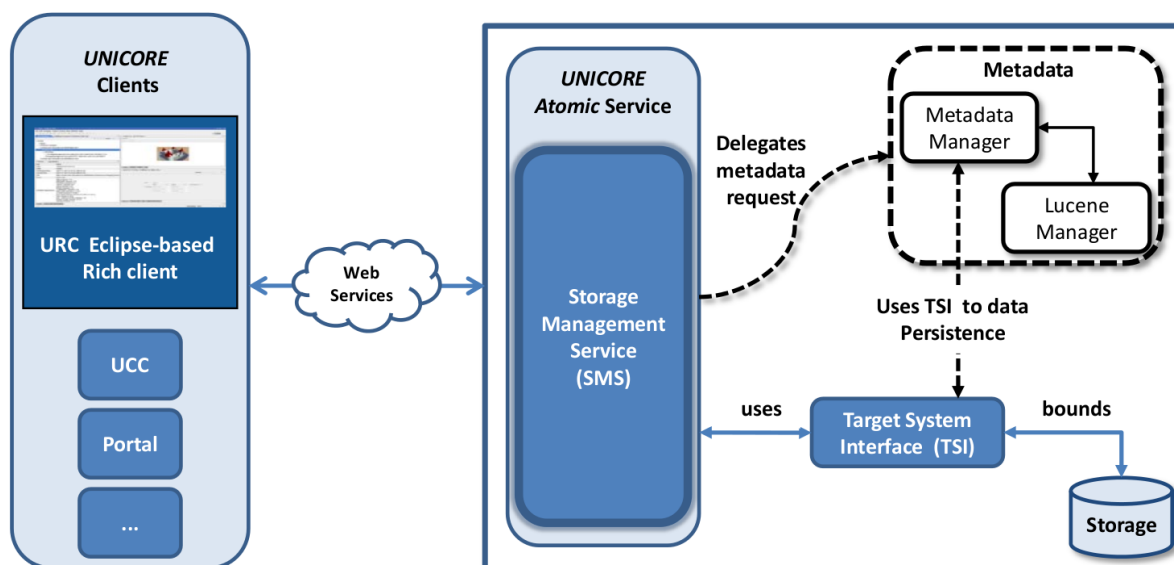 UNICORE
Clients
URC Eclipse-based
Rich client
UCC
Portal
...
Web
Services
UNICORE
Atomic Service
Storage
Management
Service
(SMS)
Delegates
metadata
request
Metadata
Metadata
Manager
Lucene
Manager
Uses TSI to data
Persistence
uses
Target System
Interface (TSI)
bounds
Storage